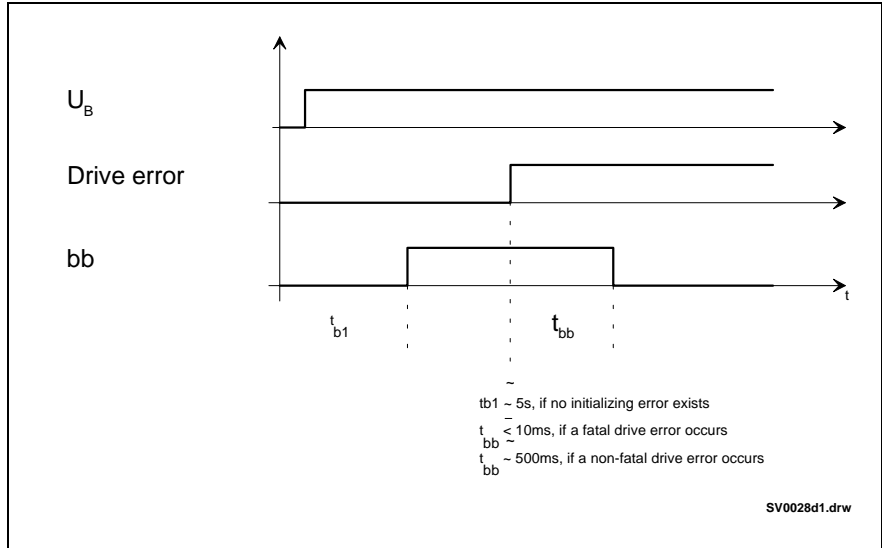 U_B
Drive error
bb
t
t_b1
t_bb
tb1 ≈ 5s, if no initializing error exists
t_bb ≤ 10ms, if a fatal drive error occurs
t_bb ≈ 500ms, if a non-fatal drive error occurs
SV0028d1.drw